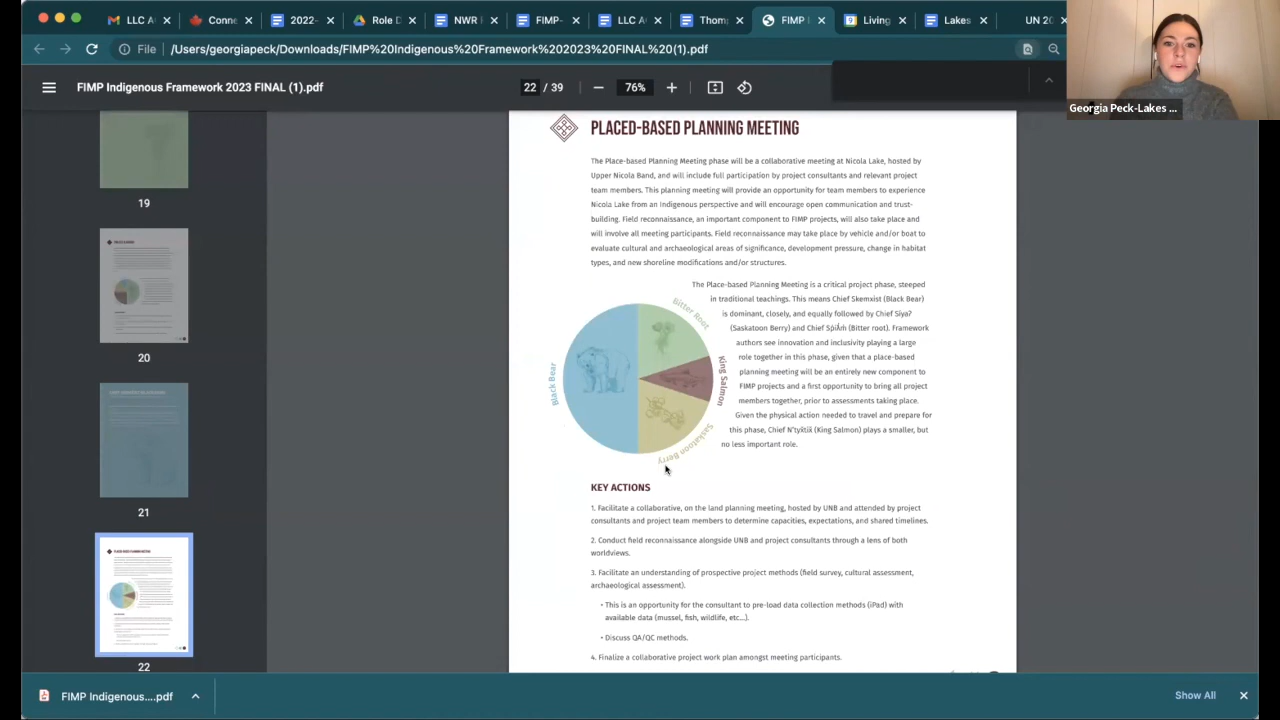 LLC A
Conne
2022-
Role D
NWR
FIMP-
LLC A
Thom
FIMP
Living
Lakes
UN 20
File
/Users/georgiapeck/Downloads/FIMP%20Indigenous%20Framework%202023%20FINAL%20(1).pdf
FIMP Indigenous Framework 2023 FINAL (1).pdf
22 / 39
76%
Georgia Peck-Lakes ...
19
20
21
22
PLACED-BASED PLANNING MEETING
The Place-based Planning Meeting phase will be a collaborative meeting at Nicola Lake, hosted by
Upper Nicola Band, and will include full participation by project consultants and relevant project
team members. This planning meeting will provide an opportunity for team members to experience
Nicola Lake from an Indigenous perspective and will encourage open communication and trust-
building. Field reconnaissance, an important component to FIMP projects, will also take place and
will involve all meeting participants. Field reconnaissance may take place by vehicle and/or boat to
evaluate cultural and archaeological areas of significance, development pressure, change in habitat
types, and new shoreline modifications and/or structures.
The Place-based Planning Meeting is a critical project phase, steeped
in traditional teachings. This means Chief Skemxist (Black Bear)
is dominant, closely, and equally followed by Chief Siya?
(Saskatoon Berry) and Chief (Bitter root). Framework
authors see innovation and inclusivity playing a large
role together in this phase, given that a place-based
planning meeting will be an entirely new component to
FIMP projects and a first opportunity to bring all project
members together, prior to assessments taking place.
Given the physical action needed to travel and prepare for
this phase, Chief (King Salmon) plays a smaller, but
no less important role.
Black Bear
Bitter Root
King Salmon
Saskatoon Berry
KEY ACTIONS
1. Facilitate a collaborative, on the land planning meeting, hosted by UNB and attended by project
consultants and project team members to determine capacities, expectations, and shared timelines.
2. Conduct field reconnaissance alongside UNB and project consultants through a lens of both
worldviews.
3. Facilitate an understanding of prospective project methods (field survey, cultural assessment,
archaeological assessment).
• This is an opportunity for the consultant to pre-load data collection methods (iPad) with
available data (mussel, fish, wildlife, etc...).
• Discuss QA/QC methods.
4. Finalize a collaborative project work plan amongst meeting participants.
FIMP Indigenous....pdf
Show All